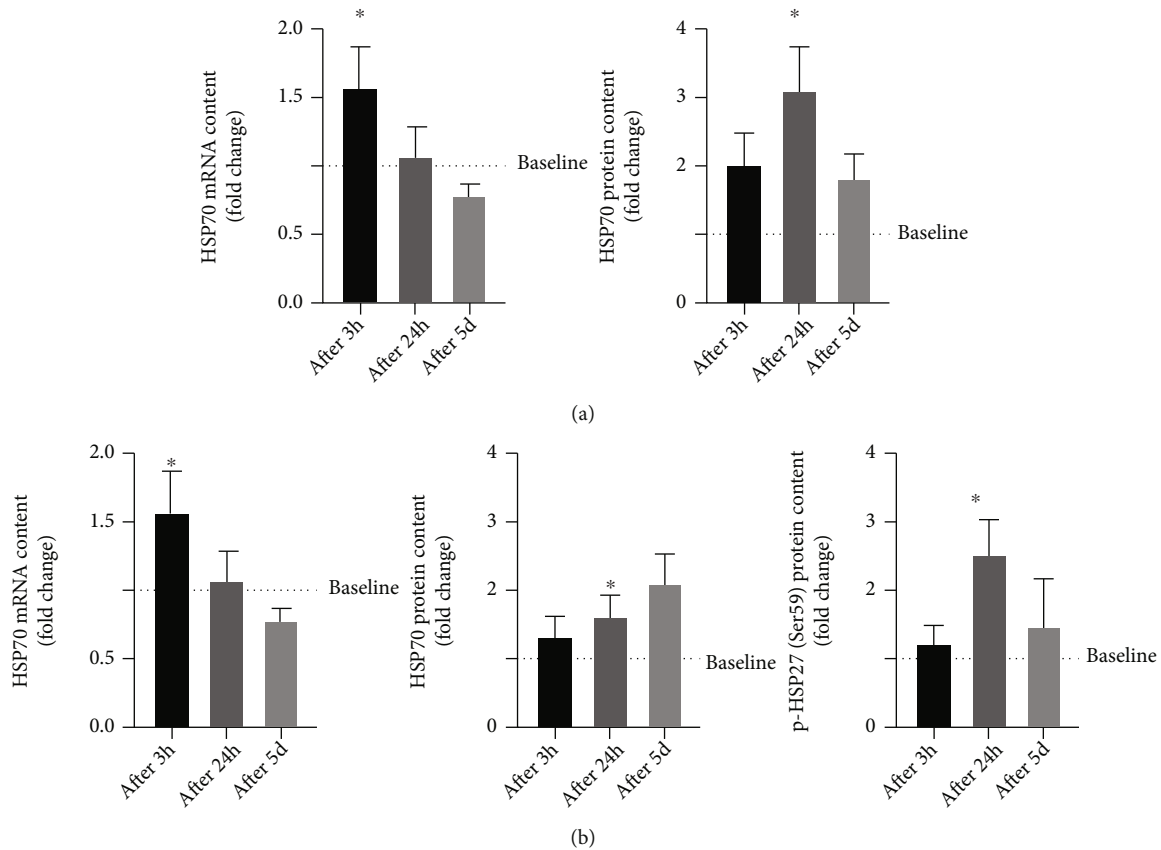 *
2.0
1.5
0.5
0.0
HSP70 mRNA content
(fold change)
Baseline
After 3h
After 24h
After 5d
*
4
3
2
0
HSP70 protein content
(fold change)
Baseline
After 3h
After 24h
After 5d
(a)
*
2.0
1.5
0.5
0.0
HSP70 mRNA content
(fold change)
Baseline
After 3h
After 24h
After 5d
4
3
2
0
*
HSP70 protein content
(fold change)
Baseline
After 3h
After 24h
After 5d
4
3
2
0
*
p-HSP27 (Ser59) protein content
(fold change)
Baseline
After 3h
After 24h
After 5d
(b)